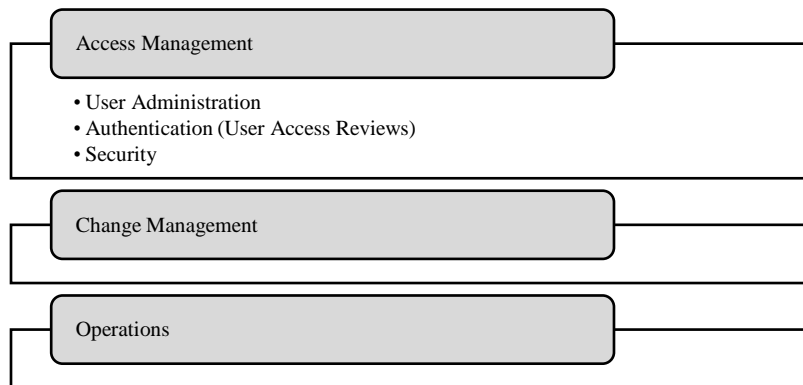 Access Management
• User Administration
• Authentication (User Access Reviews)
• Security
Change Management
Operations